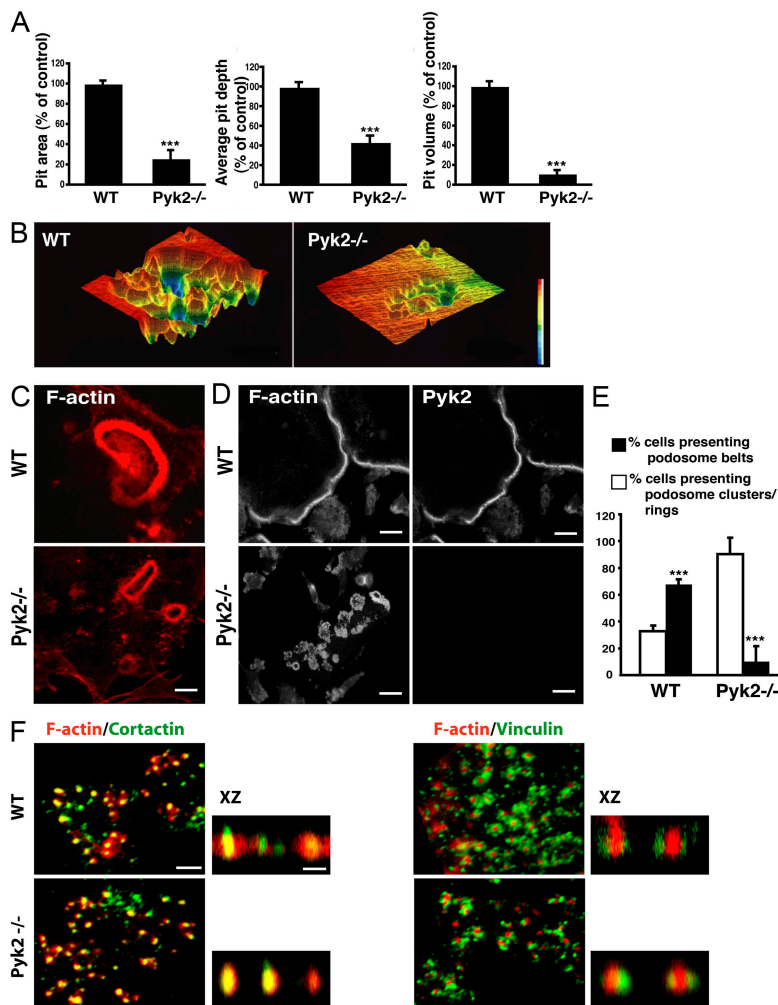 A
Pit area (% of control)
120
100
80
60
40
20
0
***
WT
Pyk2-/-
Average pit depth
(% of control)
120
100
80
60
40
20
0
***
WT
Pyk2-/-
Pit volume (% of control)
120
100
80
60
40
20
0
***
WT
Pyk2-/-
B
WT
Pyk2-/-
C
F-actin
WT
Pyk2-/-
D
F-actin
Pyk2
WT
Pyk2-/-
E
% cells presenting
podosome belts
% cells presenting
podosome clusters/
rings
120
100
80
60
40
20
0
***
***
WT
Pyk2-/-
F
F-actin/Cortactin
WT
XZ
Pyk2 -/-
F-actin/Vinculin
XZ